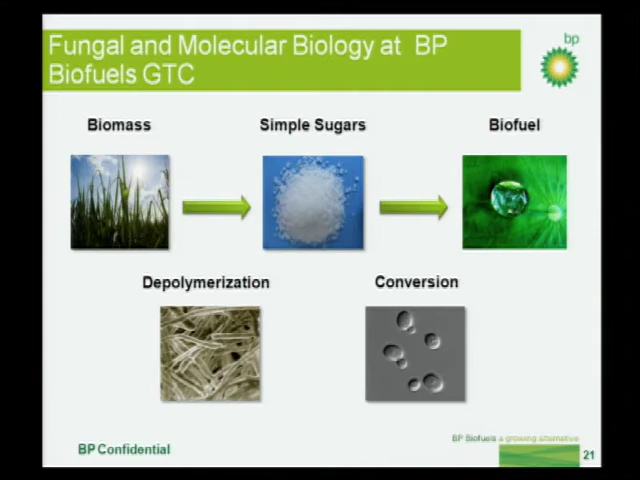 Fungal and Molecular Biology at BP
Biofuels GTC
bp
Biomass
Simple Sugars
Biofuel
Depolymerization
Conversion
BP Confidential
BP Biofuels a growing alternative
21